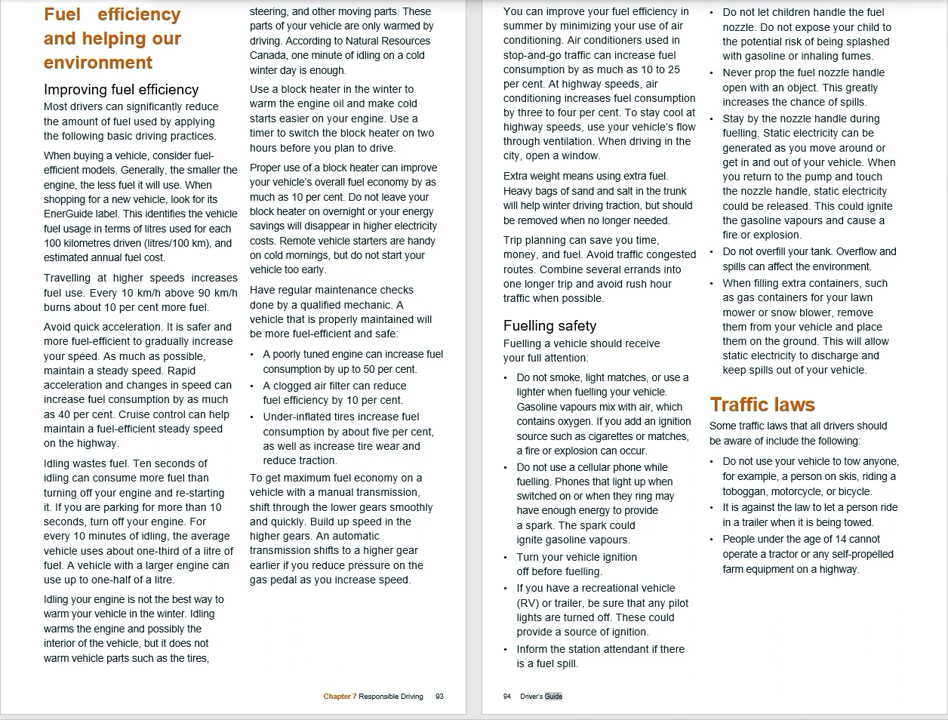 Fuel efficiency
and helping our
environment
Improving fuel efficiency
Most drivers can significantly reduce
the amount of fuel used by applying
the following basic driving practices.
When buying a vehicle, consider fuel-
efficient models. Generally, the smaller the
engine, the less fuel it will use. When
shopping for a new vehicle, look for its
EnerGuide label. This identifies the vehicle
fuel usage in terms of litres used for each
100 kilometres driven (litres/100 km), and
estimated annual fuel cost.
Travelling at higher speeds increases
fuel use. Every 10 km/h above 90 km/h
burns about 10 per cent more fuel.
Avoid quick acceleration. It is safer and
more fuel-efficient to gradually increase
your speed. As much as possible,
maintain a steady speed. Rapid
acceleration and changes in speed can
increase fuel consumption by as much
as 40 per cent. Cruise control can help
maintain a fuel-efficient steady speed
on the highway.
Idling wastes fuel. Ten seconds of
idling can consume more fuel than
turning off your engine and re-starting
it. If you are parking for more than 10
seconds, turn off your engine. For
every 10 minutes of idling, the average
vehicle uses about one-third of a litre of
fuel. A vehicle with a larger engine can
use up to one-half of a litre.
Idling your engine is not the best way to
warm your vehicle in the winter. Idling
warms the engine and possibly the
interior of the vehicle, but it does not
warm vehicle parts such as the tires,
steering, and other moving parts. These
parts of your vehicle are only warmed by
driving. According to Natural Resources
Canada, one minute of idling on a cold
winter day is enough.
Use a block heater in the winter to
warm the engine oil and make cold
starts easier on your engine. Use a
timer to switch the block heater on two
hours before you plan to drive.
Proper use of a block heater can improve
your vehicle's overall fuel economy by as
much as 10 per cent. Do not leave your
block heater on overnight or your energy
savings will disappear in higher electricity
costs. Remote vehicle starters are handy
on cold mornings, but do not start your
vehicle too early.
Have regular maintenance checks
done by a qualified mechanic. A
vehicle that is properly maintained will
be more fuel-efficient and safe:
• A poorly tuned engine can increase fuel
consumption by up to 50 per cent.
• A clogged air filter can reduce
fuel efficiency by 10 per cent.
• Under-inflated tires increase fuel
consumption by about five per cent,
as well as increase tire wear and
reduce traction.
To get maximum fuel economy on a
vehicle with a manual transmission,
shift through the lower gears smoothly
and quickly. Build up speed in the
higher gears. An automatic
transmission shifts to a higher gear
earlier if you reduce pressure on the
gas pedal as you increase speed.
Chapter 7 Responsible Driving 93
You can improve your fuel efficiency in
summer by minimizing your use of air
conditioning. Air conditioners used in
stop-and-go traffic can increase fuel
consumption by as much as 10 to 25
per cent. At highway speeds, air
conditioning increases fuel consumption
by three to four per cent. To stay cool at
highway speeds, use your vehicle's flow
through ventilation. When driving in the
city, open a window.
Extra weight means using extra fuel.
Heavy bags of sand and salt in the trunk
will help winter driving traction, but should
be removed when no longer needed.
Trip planning can save you time,
money, and fuel. Avoid traffic congested
routes. Combine several errands into
one longer trip and avoid rush hour
traffic when possible.
Fuelling safety
Fuelling a vehicle should receive
your full attention:
• Do not smoke, light matches, or use a
lighter when fuelling your vehicle.
Gasoline vapours mix with air, which
contains oxygen. If you add an ignition
source such as cigarettes or matches,
a fire or explosion can occur.
• Do not use a cellular phone while
fuelling. Phones that light up when
switched on or when they ring may
have enough energy to provide
a spark. The spark could
ignite gasoline vapours.
• Turn your vehicle ignition
off before fuelling.
• If you have a recreational vehicle
(RV) or trailer, be sure that any pilot
lights are turned off. These could
provide a source of ignition.
• Inform the station attendant if there
is a fuel spill.
• Do not let children handle the fuel
nozzle. Do not expose your child to
the potential risk of being splashed
with gasoline or inhaling fumes.
• Never prop the fuel nozzle handle
open with an object. This greatly
increases the chance of spills.
• Stay by the nozzle handle during
fuelling. Static electricity can be
generated as you move around or
get in and out of your vehicle. When
you return to the pump and touch
the nozzle handle, static electricity
could be released. This could ignite
the gasoline vapours and cause a
fire or explosion.
• Do not overfill your tank. Overflow and
spills can affect the environment.
• When filling extra containers, such
as gas containers for your lawn
mower or snow blower, remove
them from your vehicle and place
them on the ground. This will allow
static electricity to discharge and
keep spills out of your vehicle.
Traffic laws
Some traffic laws that all drivers should
be aware of include the following:
• Do not use your vehicle to tow anyone,
for example, a person on skis, riding a
toboggan, motorcycle, or bicycle.
• It is against the law to let a person ride
in a trailer when it is being towed.
• People under the age of 14 cannot
operate a tractor or any self-propelled
farm equipment on a highway.
94 Driver's Guide